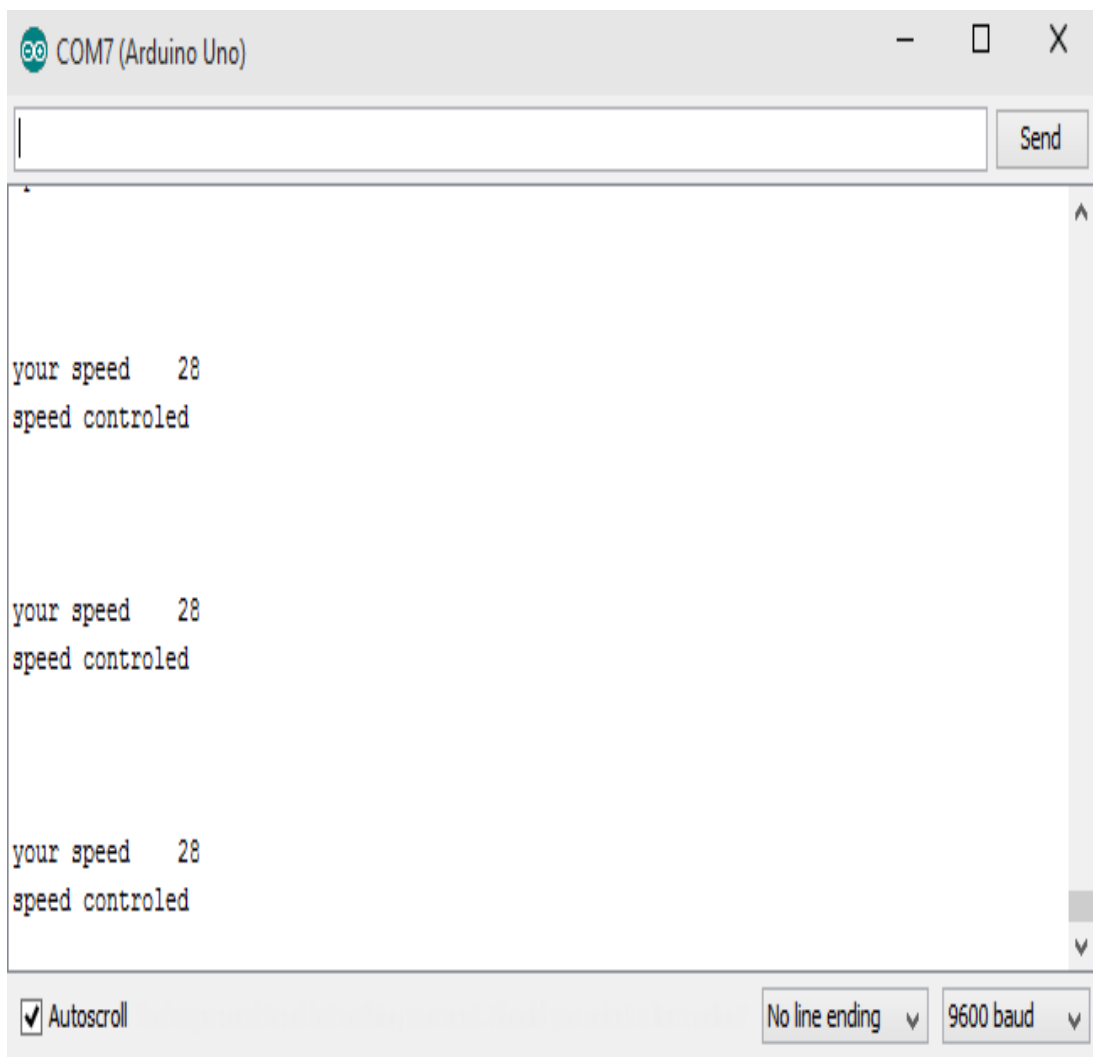 COM7 (Arduino Uno)
Send
your speed    28
speed controled
your speed    28
speed controled
your speed    28
speed controled
Autoscroll
No line ending
9600 baud